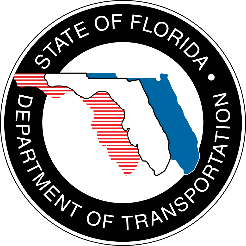 STATE OF FLORIDA •
DEPARTMENT OF TRANSPORTATION